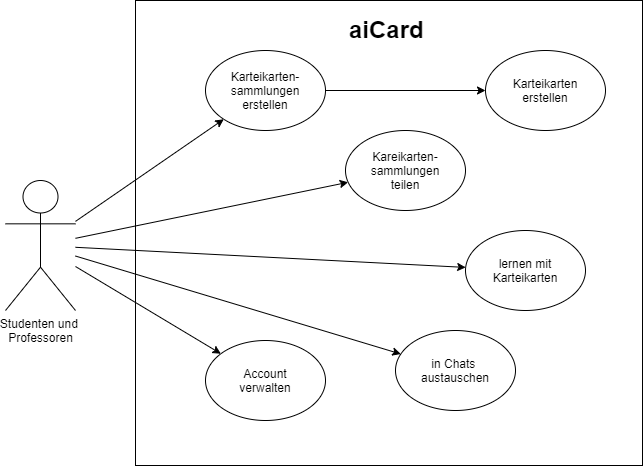 aiCard
Karteikarten-
sammlungen
erstellen
Karteikarten
erstellen
Kareikarten-
sammlungen
teilen
lernen mit
Karteikarten
Studenten und
Professoren
in Chats
austauschen
Account
verwalten